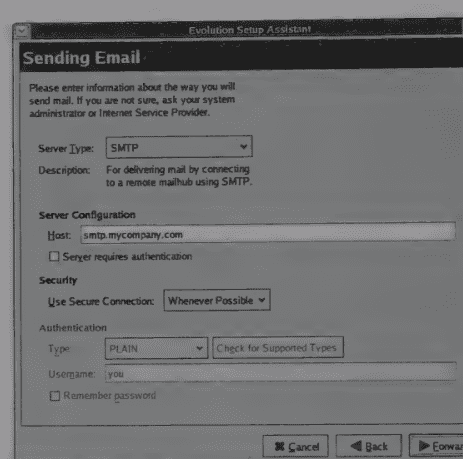 Evolution Setup Assistant
Sending Email
Please enter information about the way you will
send mail. If you are not sure, ask your system
administrator or Internet Service Provider.
Server Type: SMTP
Description: For delivering mail by connecting
to a remote mailhub using SMTP.
Server Configuration
Host: smtp.mycompany.com
Server requires authentication
Security
Use Secure Connection: Whenever Possible
Authentication
Type: PLAIN Check for Supported Types
Username: you
Remember password
Cancel Back Forwa